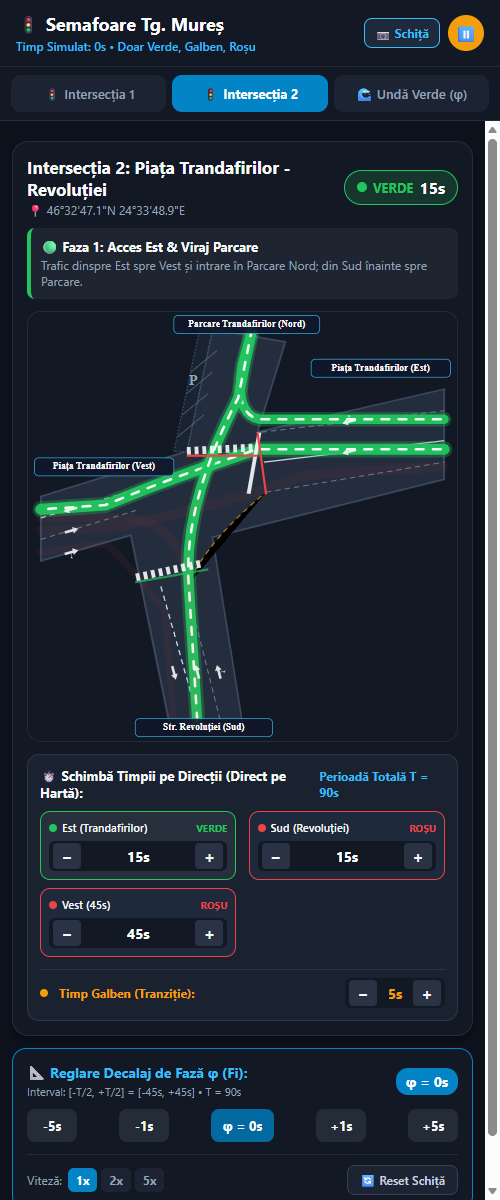 Semafoare Tg. Mureș
Timp Simulat: 0s • Doar Verde, Galben, Roșu
Schiță
Intersecția 1
Intersecția 2
Undă Verde (φ)
Intersecția 2: Piața Trandafirilor -
Revoluției
46°32'47.1"N 24°33'48.9"E
VERDE 15s
Faza 1: Acces Est & Viraj Parcare
Trafic dinspre Est spre Vest și intrare în Parcare Nord; din Sud înainte spre
Parcare.
Parcare Trandafirilor (Nord)
Piața Trandafirilor (Est)
P
Piața Trandafirilor (Vest)
Str. Revoluției (Sud)
Schimbă Timpii pe Direcții (Direct pe
Hartă):
Perioadă Totală T =
90s
Est (Trandafirilor) VERDE
− 15s +
Sud (Revoluției) ROȘU
− 15s +
Vest (45s) ROȘU
− 45s +
Timp Galben (Tranziție): − 5s +
Reglare Decalaj de Fază φ (Fi):
Interval: [-T/2, +T/2] = [-45s, +45s] • T = 90s
φ = 0s
-5s -1s φ = 0s +1s +5s
Viteză: 1x 2x 5x Reset Schiță